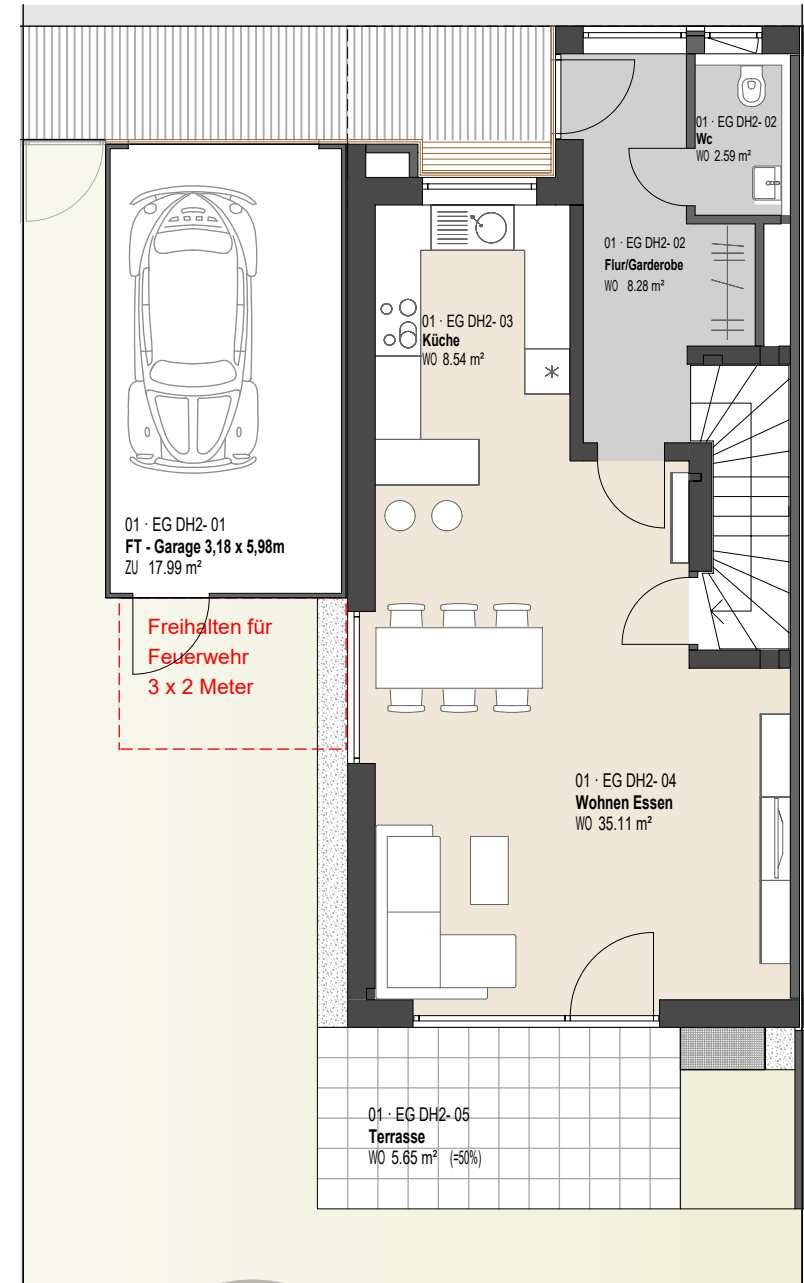 01 · EG DH2- 02
Wc
WO 2.59 m²
01 · EG DH2- 02
Flur/Garderobe
WO 8.28 m²
01 · EG DH2- 03
Küche
WO 8.54 m²
01 · EG DH2- 01
FT - Garage 3,18 x 5,98m
ZU 17.99 m²
Freihalten für
Feuerwehr
3 x 2 Meter
01 · EG DH2- 04
Wohnen Essen
WO 35.11 m²
01 · EG DH2- 05
Terrasse
WO 5.65 m² (=50%)